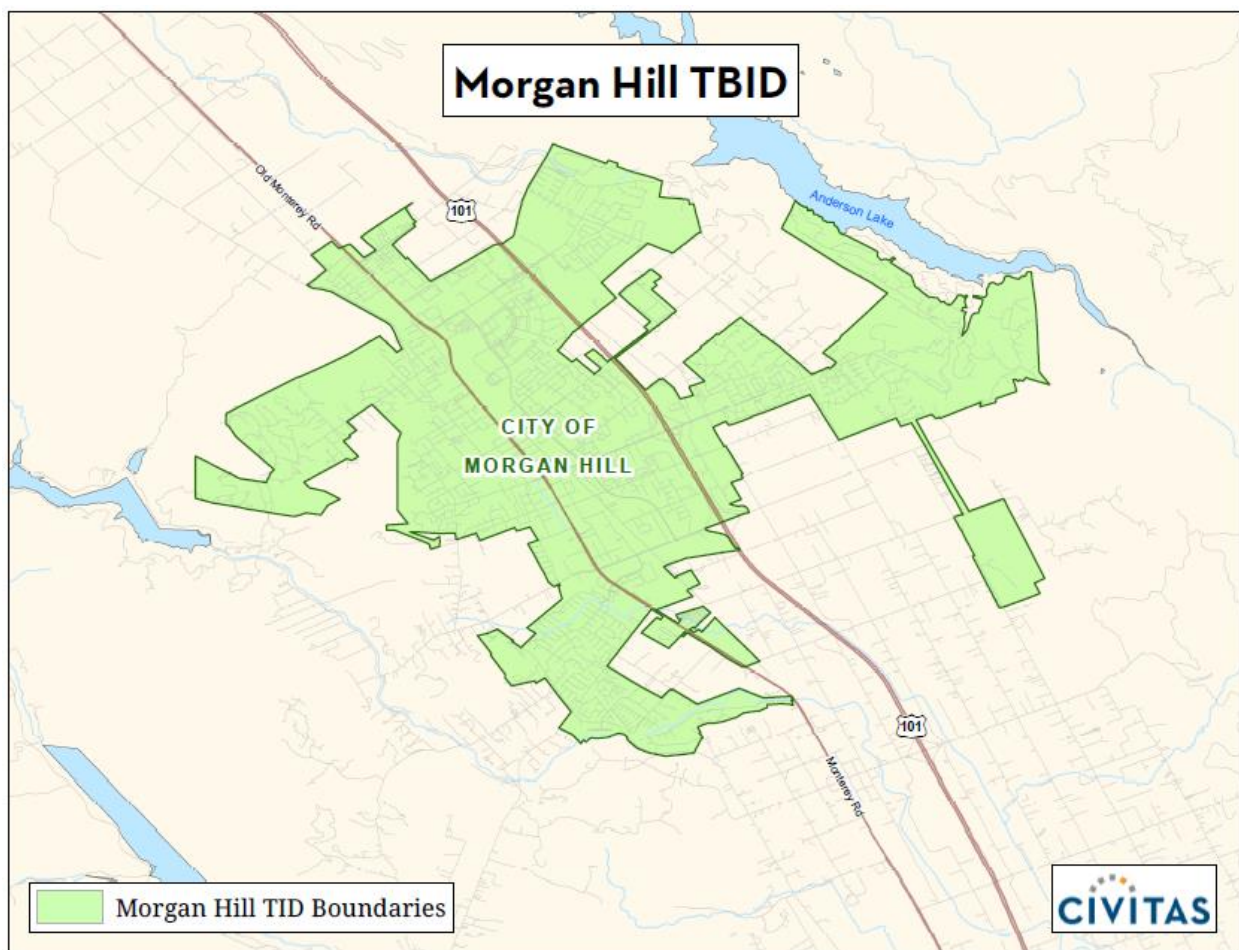 Morgan Hill TBID
Old Monterey Rd
101
Anderson Lake
CITY OF
MORGAN HILL
101
Monterey Rd
Morgan Hill TID Boundaries
CIVITAS